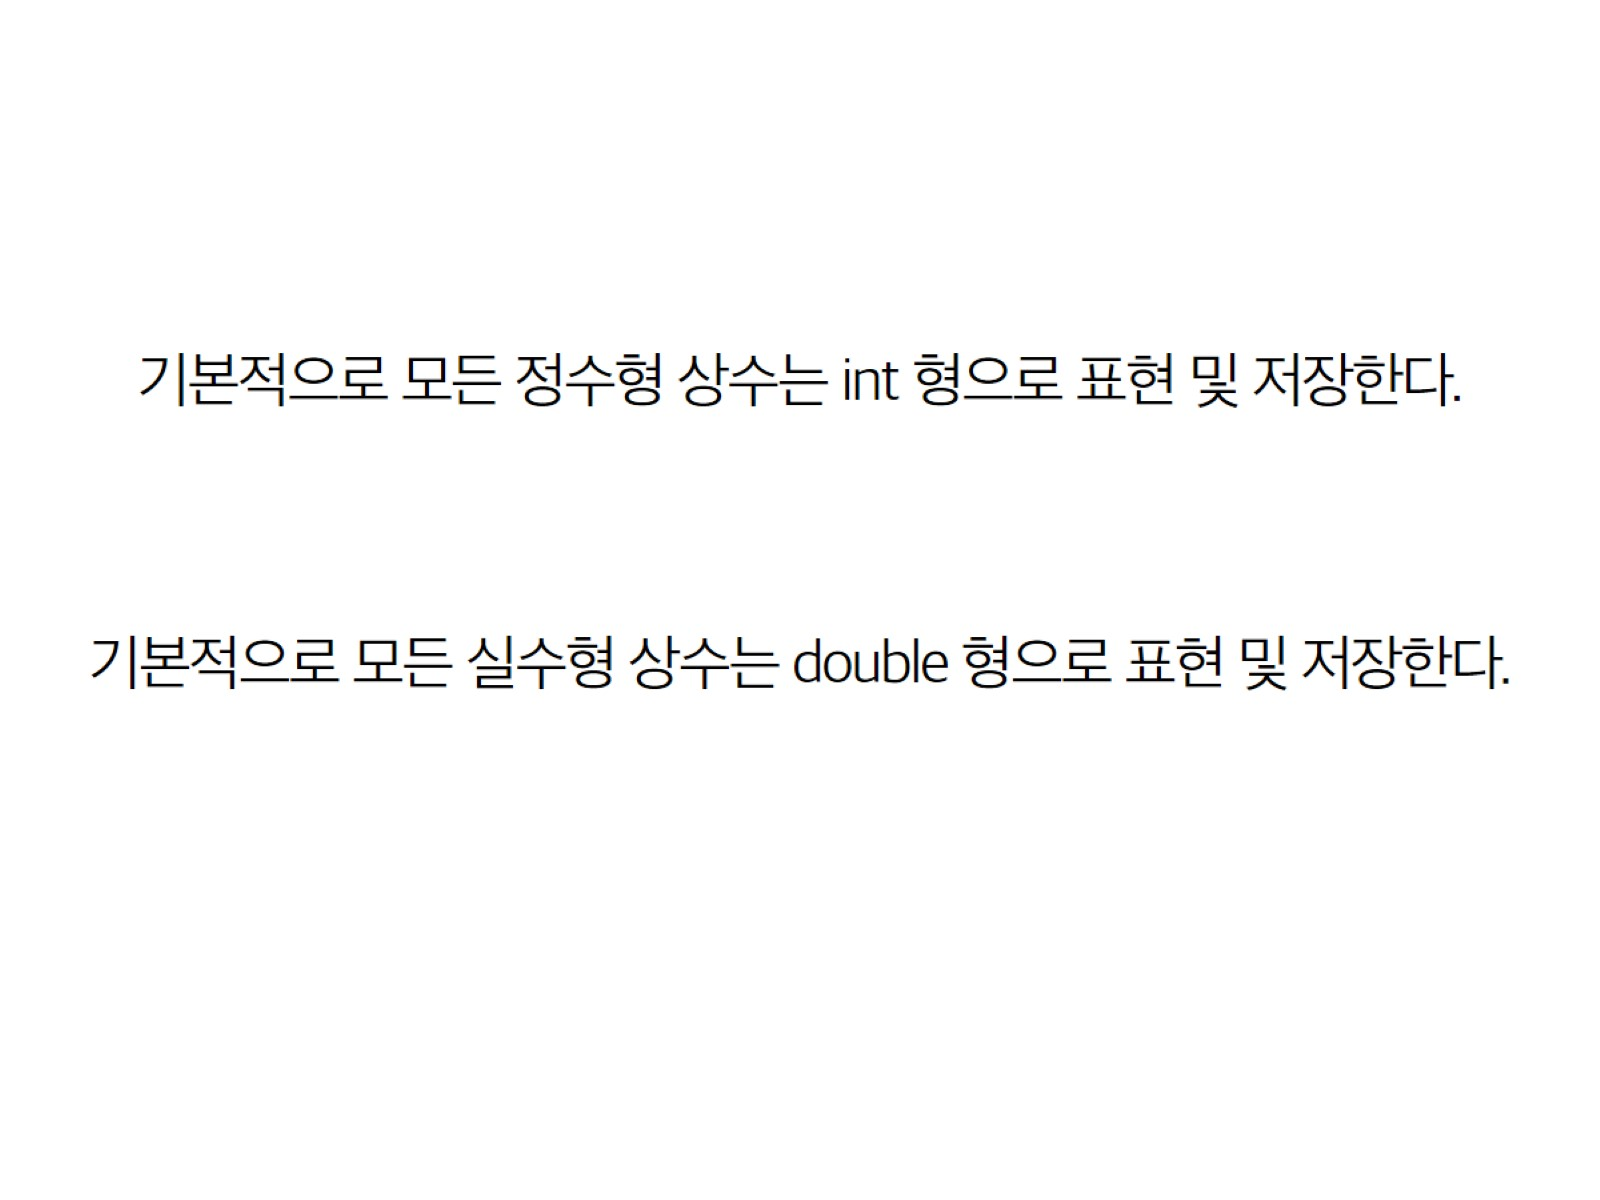 기본적으로 모든 정수형 상수는 int 형으로 표현 및 저장한다.
기본적으로 모든 실수형 상수는 double 형으로 표현 및 저장한다.